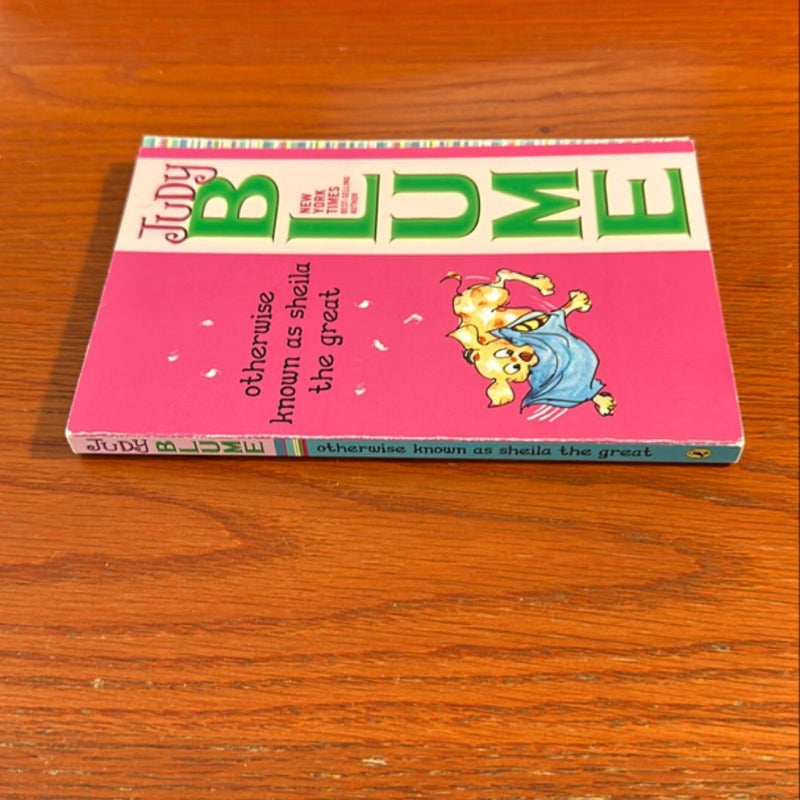 JUDY
BLUME
NEW
YORK
TIMES
BEST-SELLING
AUTHOR
otherwise
known as sheila
the great
JUDY BLUME otherwise known as sheila the great